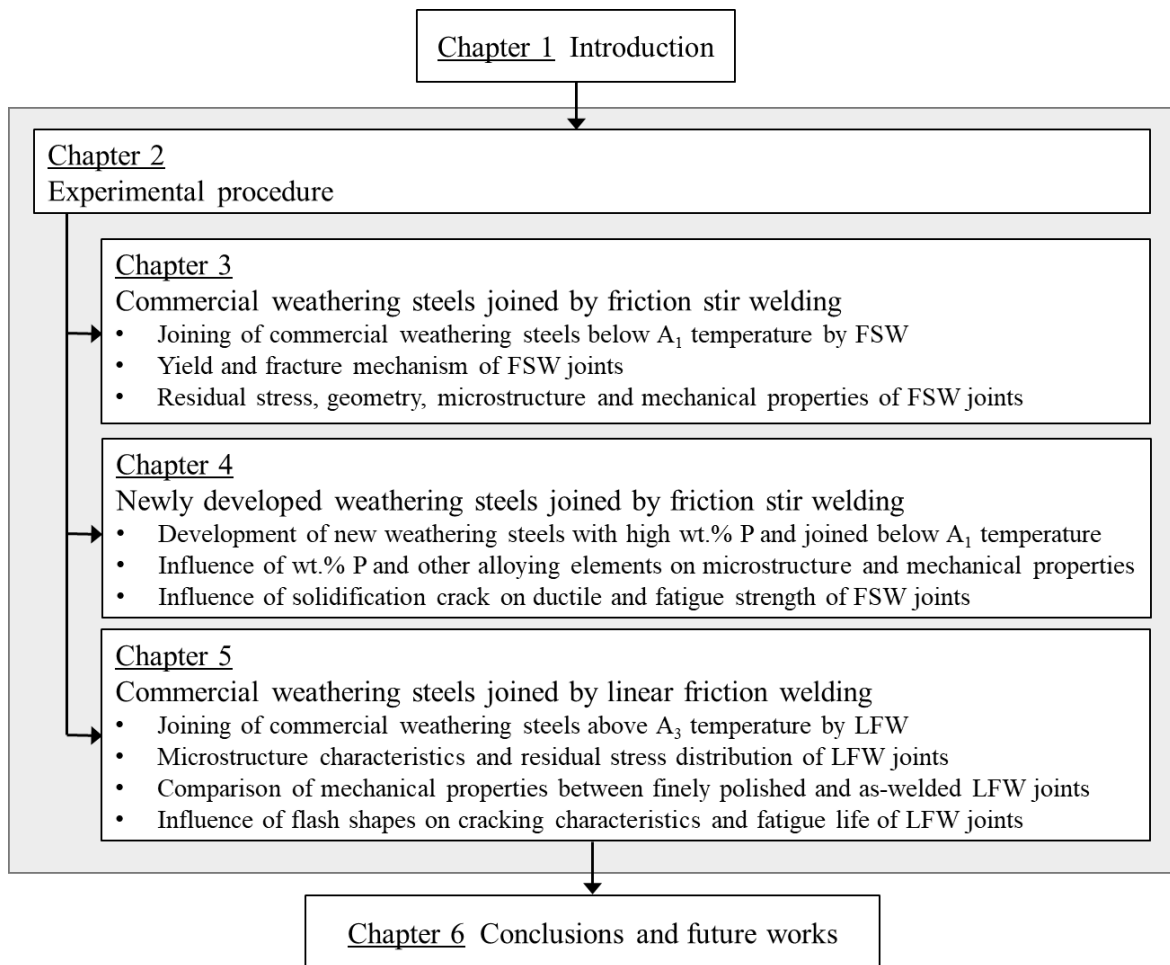 Chapter 1 Introduction
Chapter 2
Experimental procedure
Chapter 3
Commercial weathering steels joined by friction stir welding
• Joining of commercial weathering steels below A₁ temperature by FSW
• Yield and fracture mechanism of FSW joints
• Residual stress, geometry, microstructure and mechanical properties of FSW joints
Chapter 4
Newly developed weathering steels joined by friction stir welding
• Development of new weathering steels with high wt.% P and joined below A₁ temperature
• Influence of wt.% P and other alloying elements on microstructure and mechanical properties
• Influence of solidification crack on ductile and fatigue strength of FSW joints
Chapter 5
Commercial weathering steels joined by linear friction welding
• Joining of commercial weathering steels above A₃ temperature by LFW
• Microstructure characteristics and residual stress distribution of LFW joints
• Comparison of mechanical properties between finely polished and as-welded LFW joints
• Influence of flash shapes on cracking characteristics and fatigue life of LFW joints
Chapter 6 Conclusions and future works